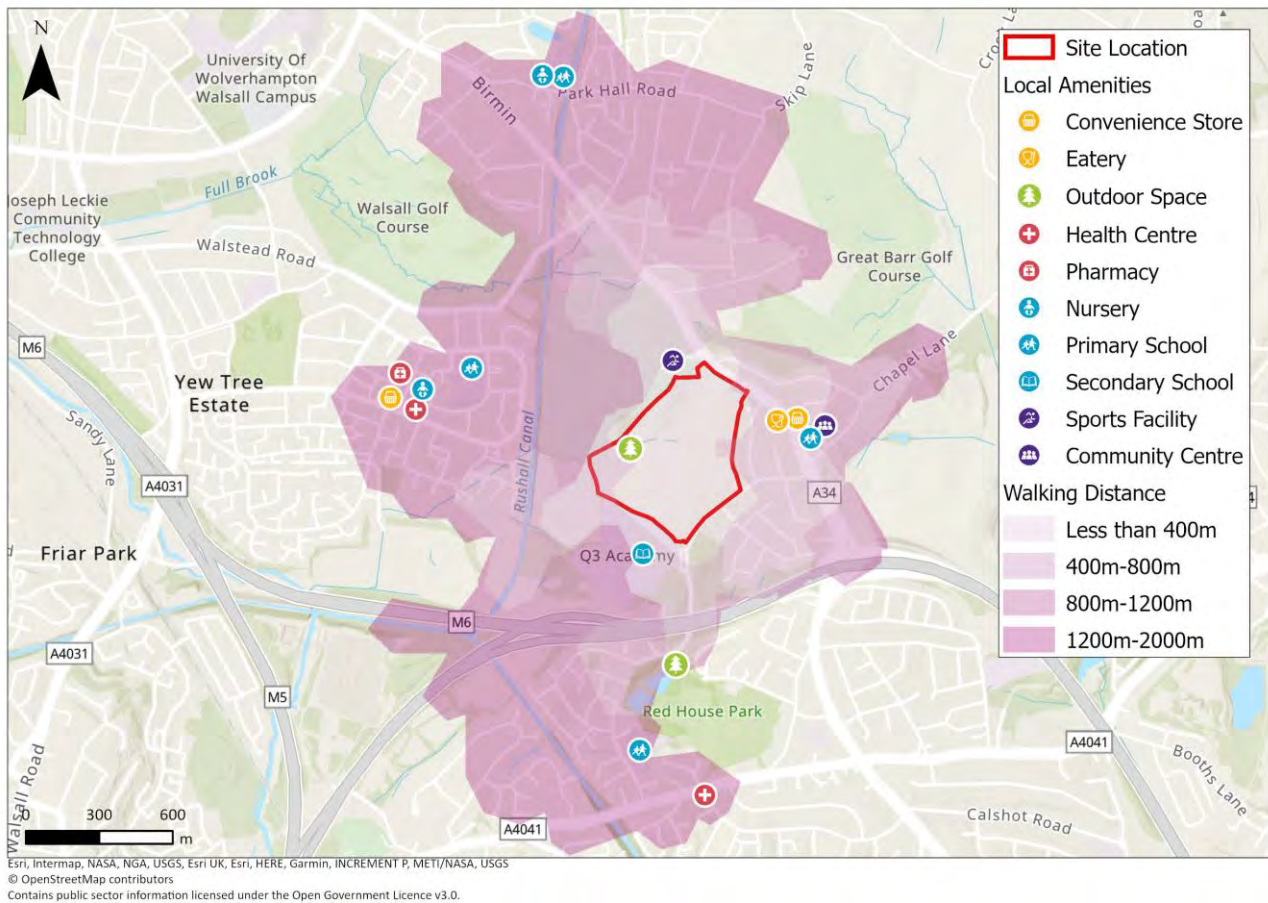 N
University Of
Wolverhampton
Walsall Campus
Birmin
Park Hall Road
Skip Lane
Full Brook
Joseph Leckie
Community
Technology
College
Walsall Golf
Course
Walstead Road
Great Barr Golf
Course
M6
Chapel Lane
Yew Tree
Estate
Sandy Lane
Rushall Canal
A4031
A34
Friar Park
Q3 Academy
M6
A4031
M5
Red House Park
A4041
Booths Lane
Walsall Road
Calshot Road
A4041
0 300 600
m
Site Location
Local Amenities
Convenience Store
Eatery
Outdoor Space
Health Centre
Pharmacy
Nursery
Primary School
Secondary School
Sports Facility
Community Centre
Walking Distance
Less than 400m
400m-800m
800m-1200m
1200m-2000m
Esri, Intermap, NASA, NGA, USGS, Esri UK, Esri, HERE, Garmin, INCREMENT P, METI/NASA, USGS
© OpenStreetMap contributors
Contains public sector information licensed under the Open Government Licence v3.0.